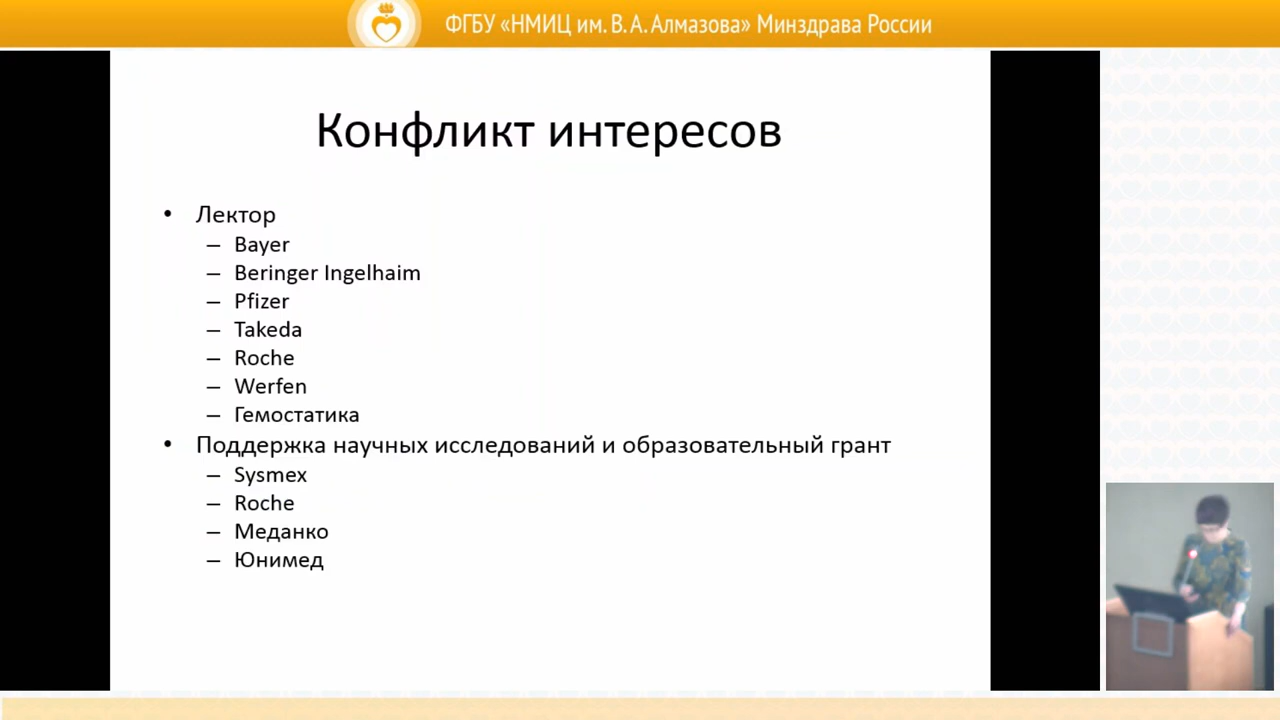 ФГБУ «НМИЦ им. В. А. Алмазова» Минздрава России
Конфликт интересов
• Лектор
– Bayer
– Beringer Ingelhaim
– Pfizer
– Takeda
– Roche
– Werfen
– Гемостатика
• Поддержка научных исследований и образовательный грант
– Sysmex
– Roche
– Меданко
– Юнимед